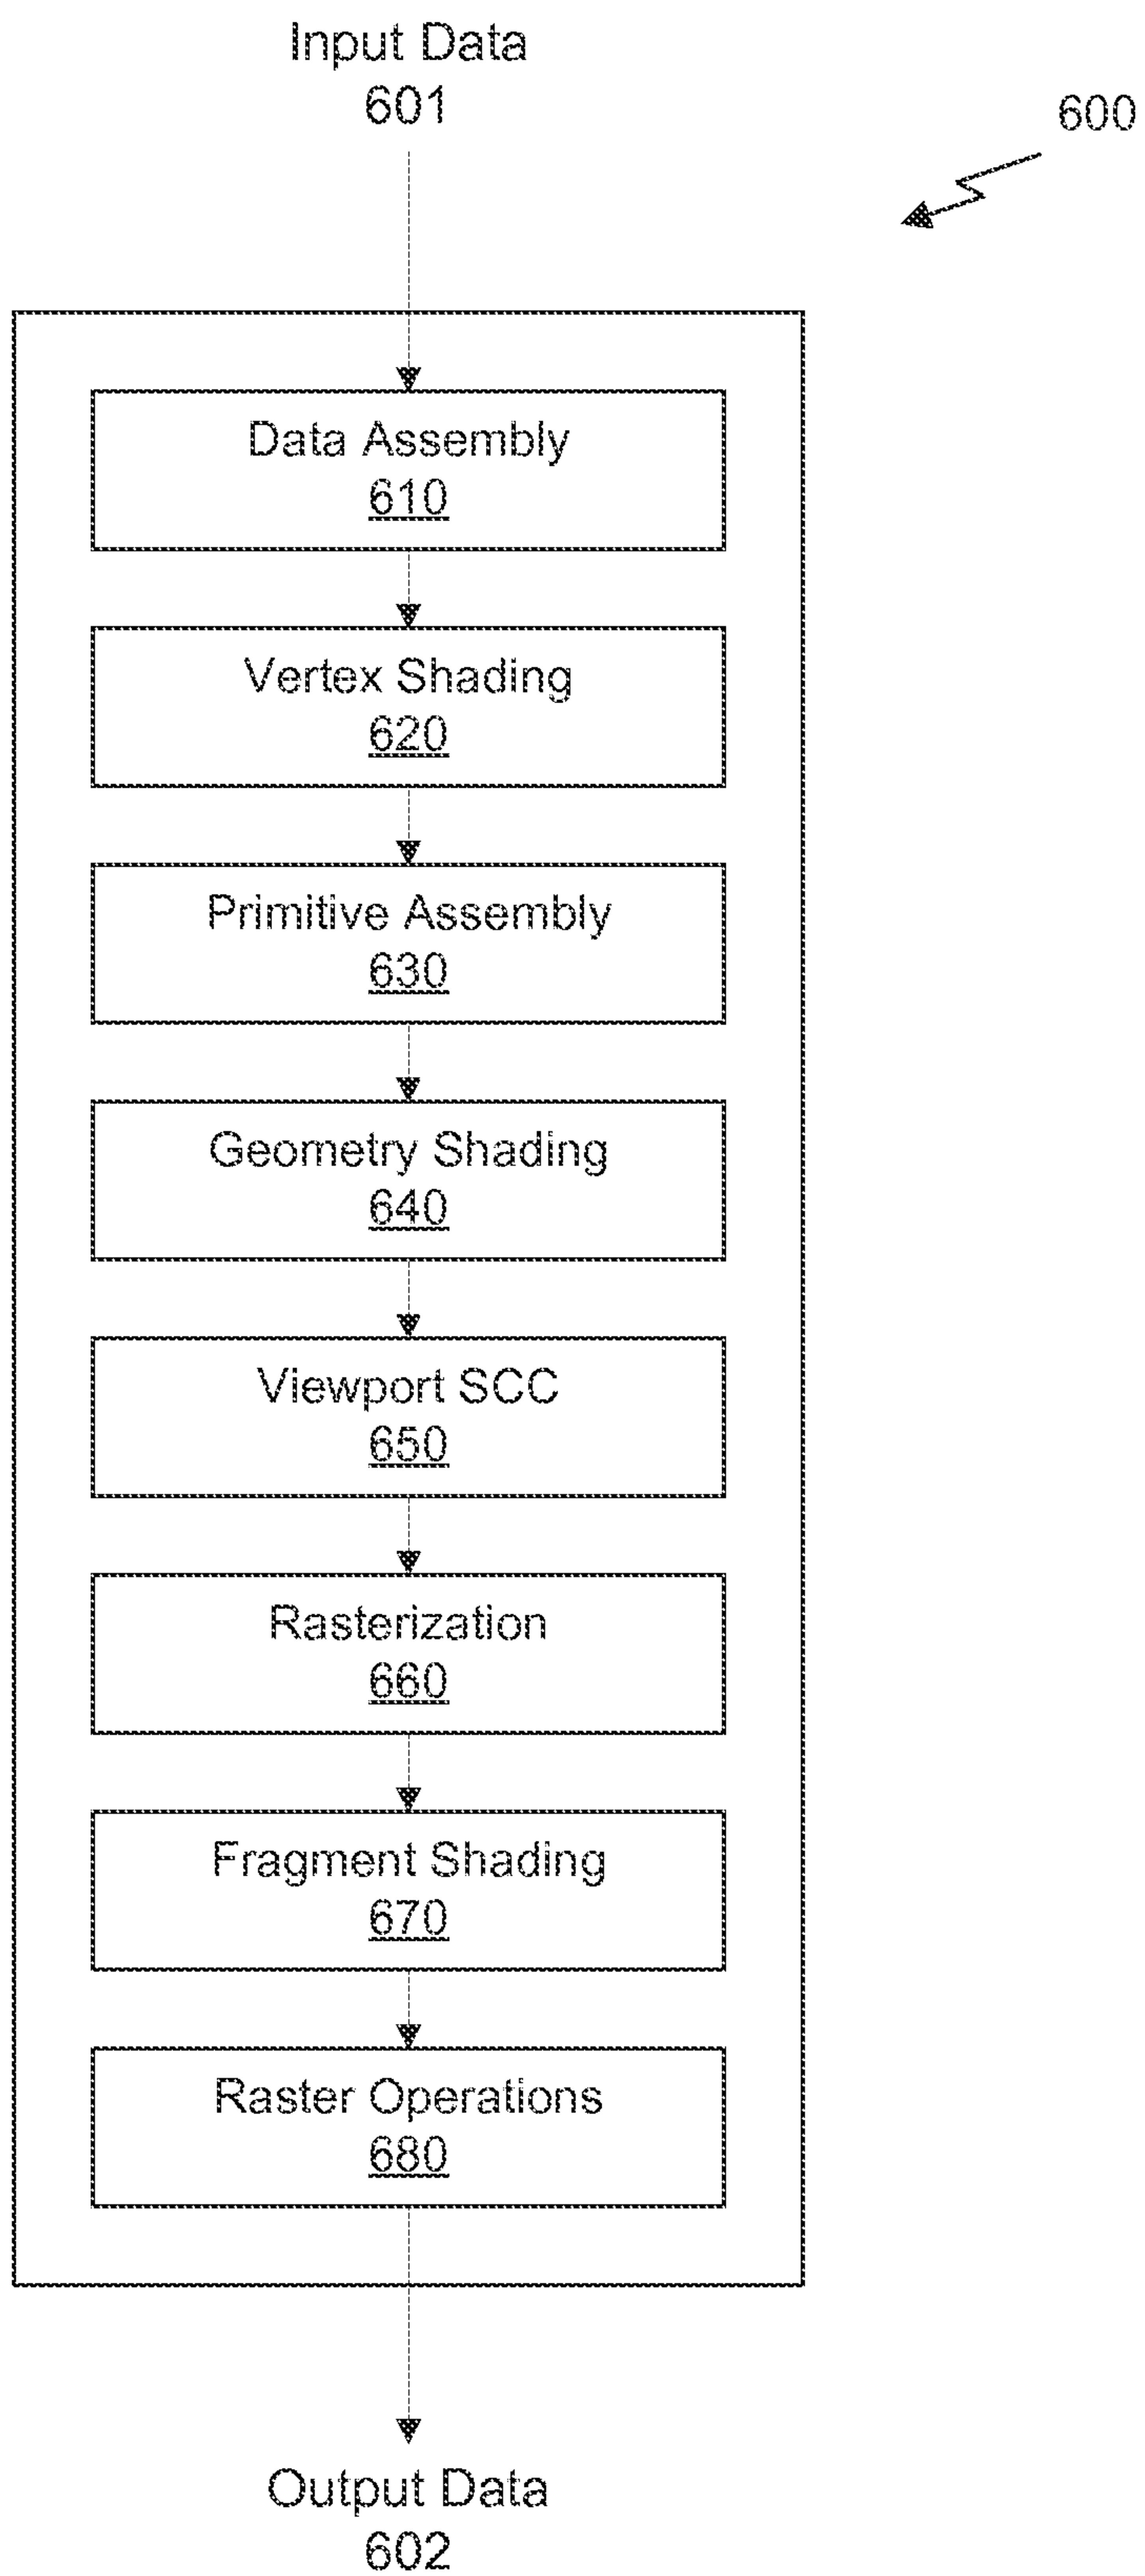 Input Data
601
600
Data Assembly
610
Vertex Shading
620
Primitive Assembly
630
Geometry Shading
640
Viewport SCC
650
Rasterization
660
Fragment Shading
670
Raster Operations
680
Output Data
602